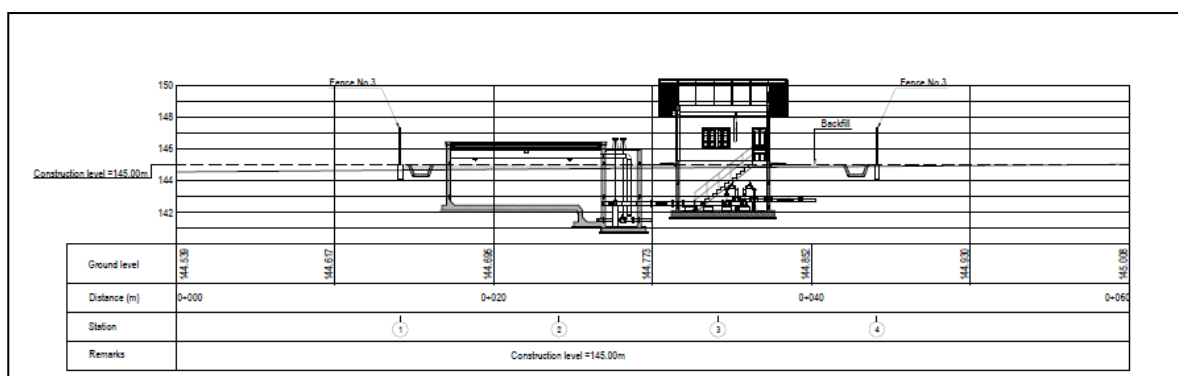 Fence No.3 Fence No.3
150
148
Backfill
146
145
Construction level =145.00m
144
142
Ground level 144.539 144.617 144.695 144.773 144.852 144.930 145.008
Distance (m) 0+000 0+020 0+040 0+060
Station 1 2 3 4
Remarks Construction level =145.00m